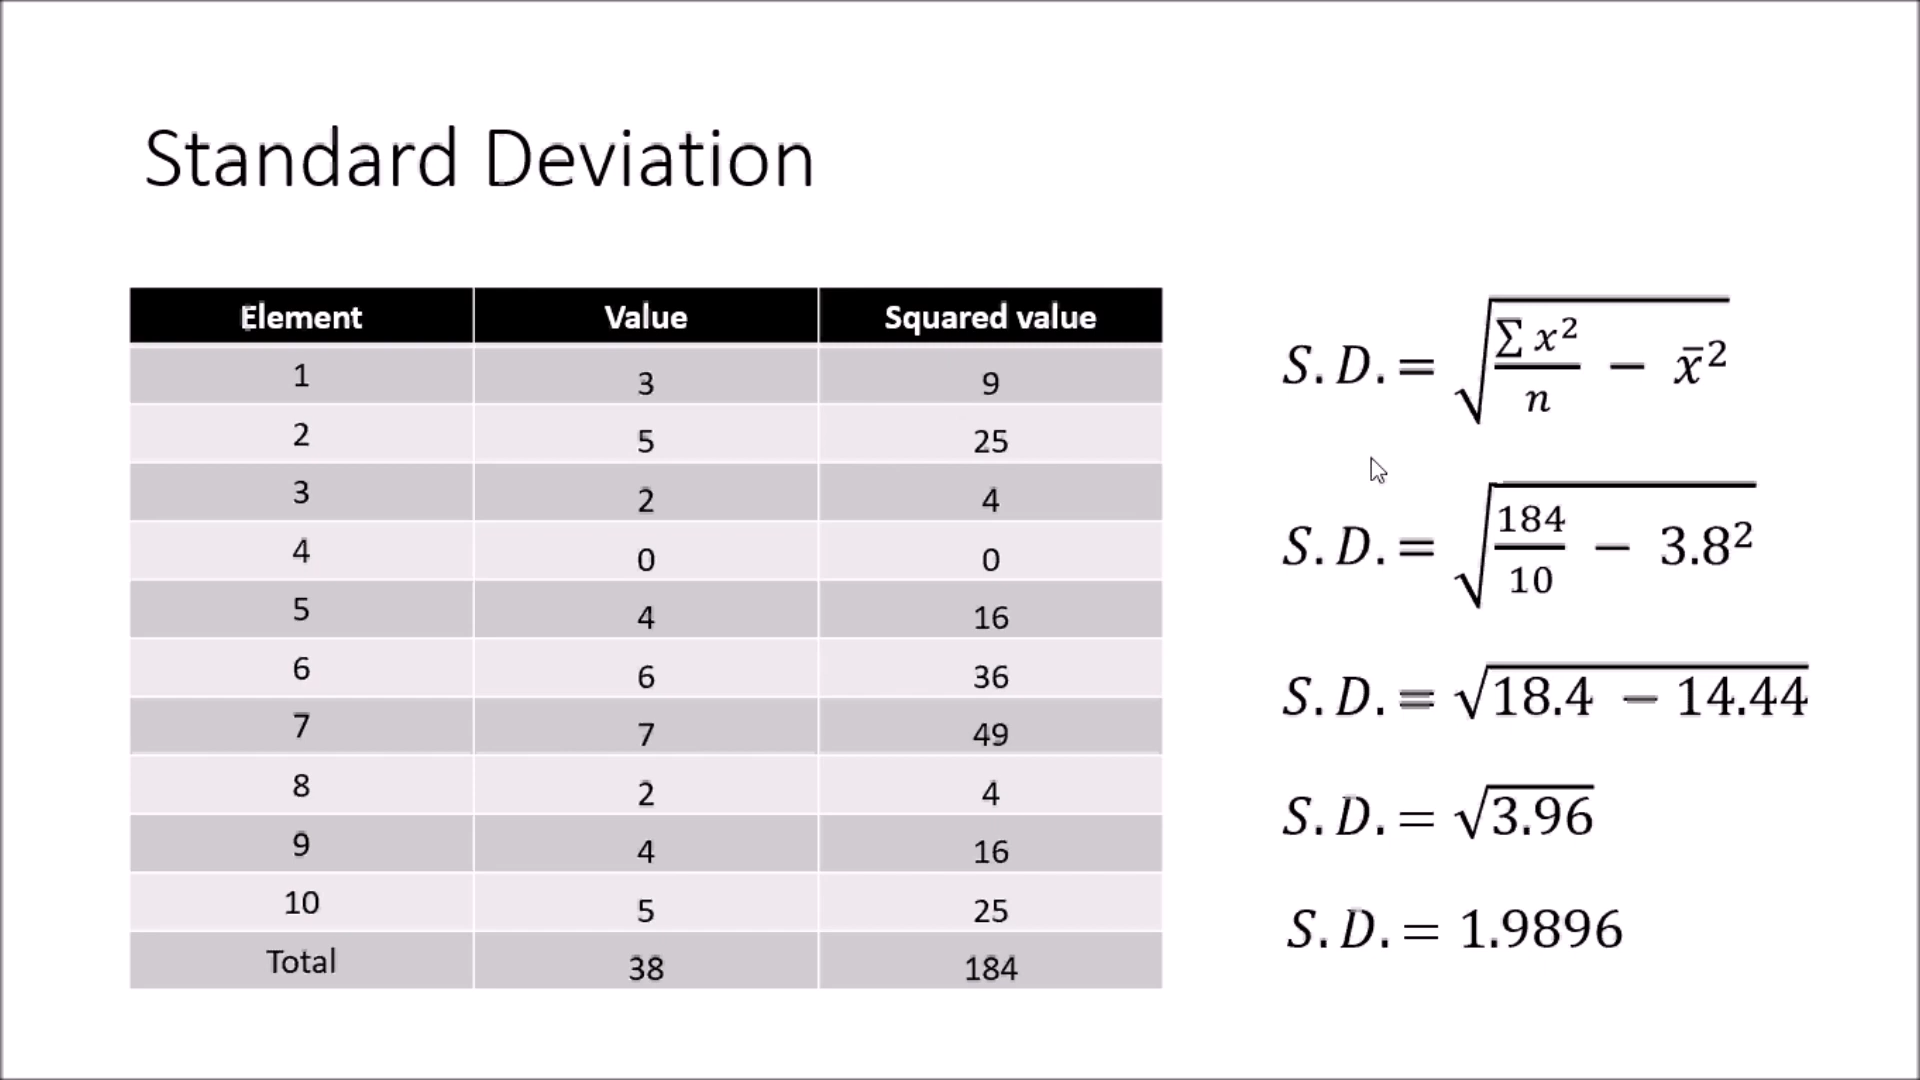 Standard Deviation
Element Value Squared value
1 3 9
2 5 25
3 2 4
4 0 0
5 4 16
6 6 36
7 7 49
8 2 4
9 4 16
10 5 25
Total 38 184
S.D.= √(∑x²/n − x̄²)
S.D.= √(184/10 − 3.8²)
S.D.= √(18.4 − 14.44)
S.D.= √3.96
S.D.= 1.9896